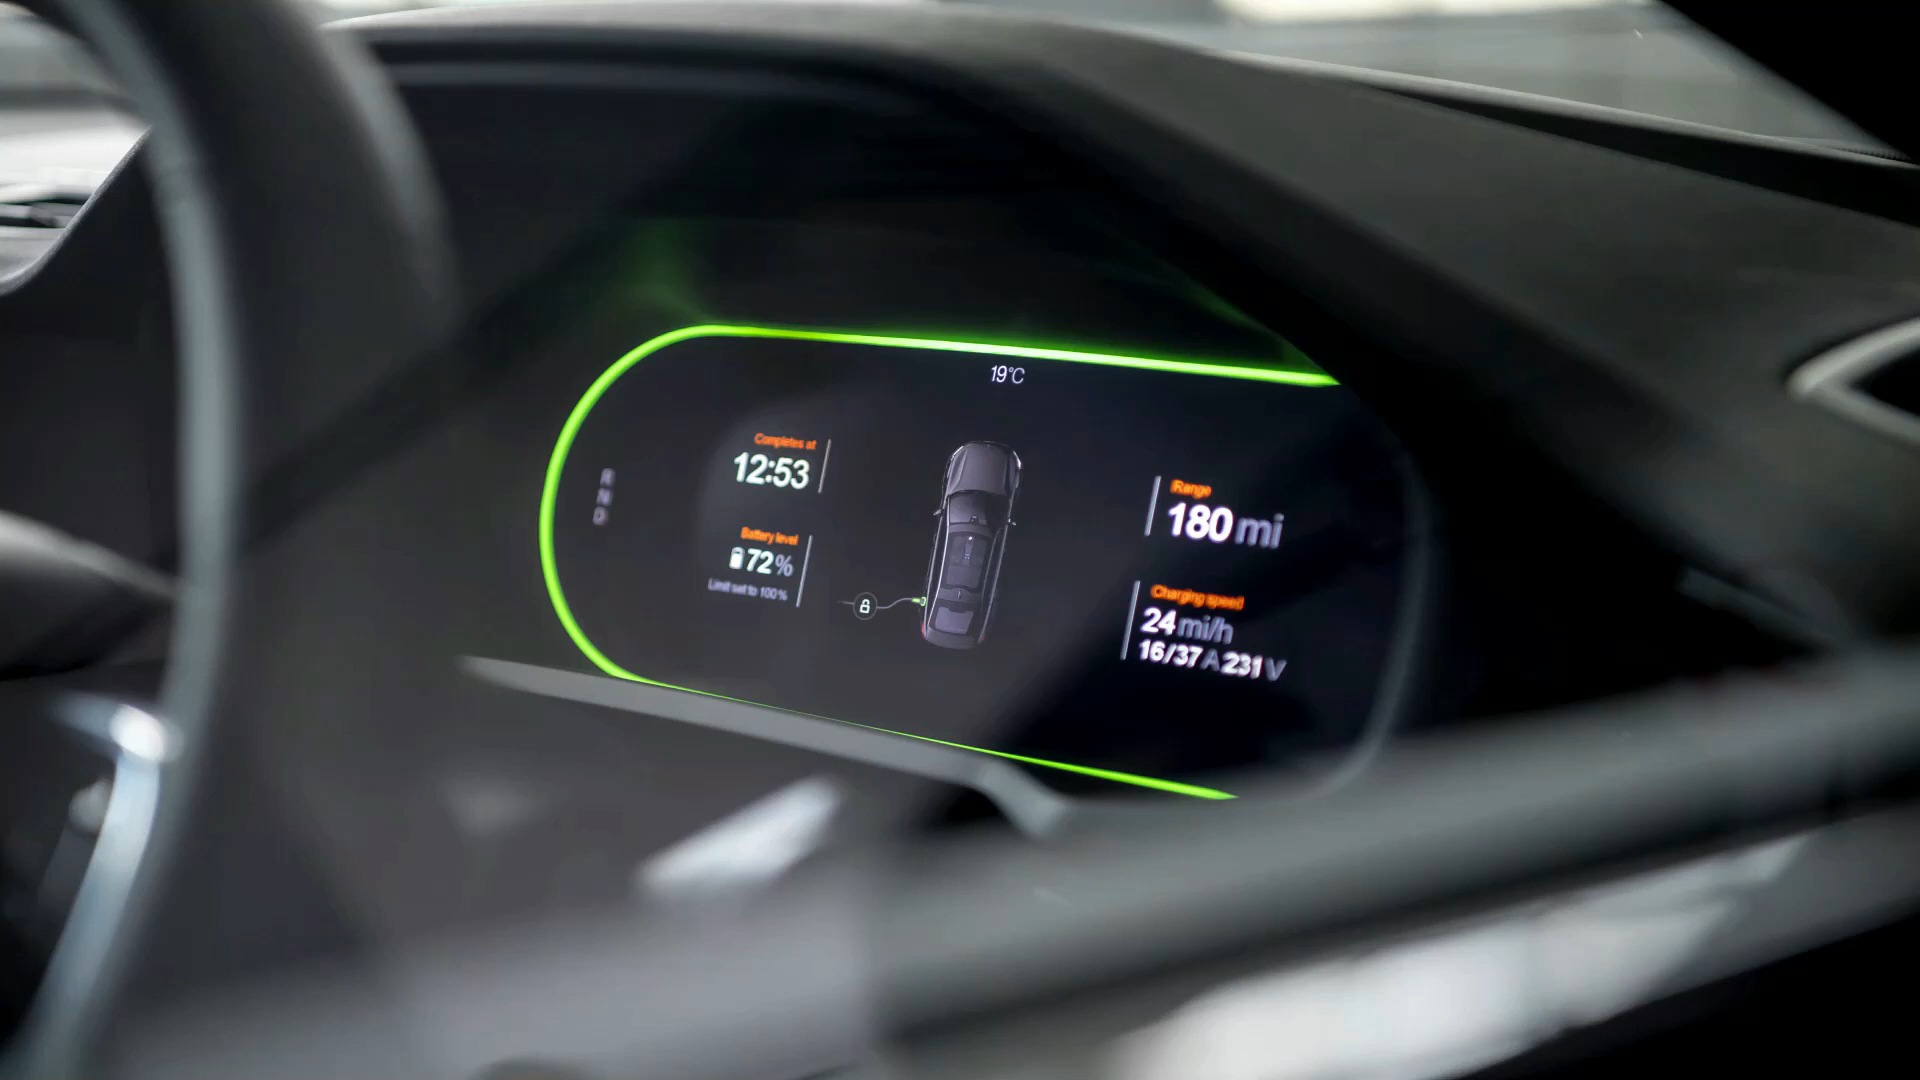 19°C
Completes at
12:53
R
N
D
Battery level
72%
Limit set to 100%
Range
180 mi
Charging speed
24 mi/h
16/37 A 231 V